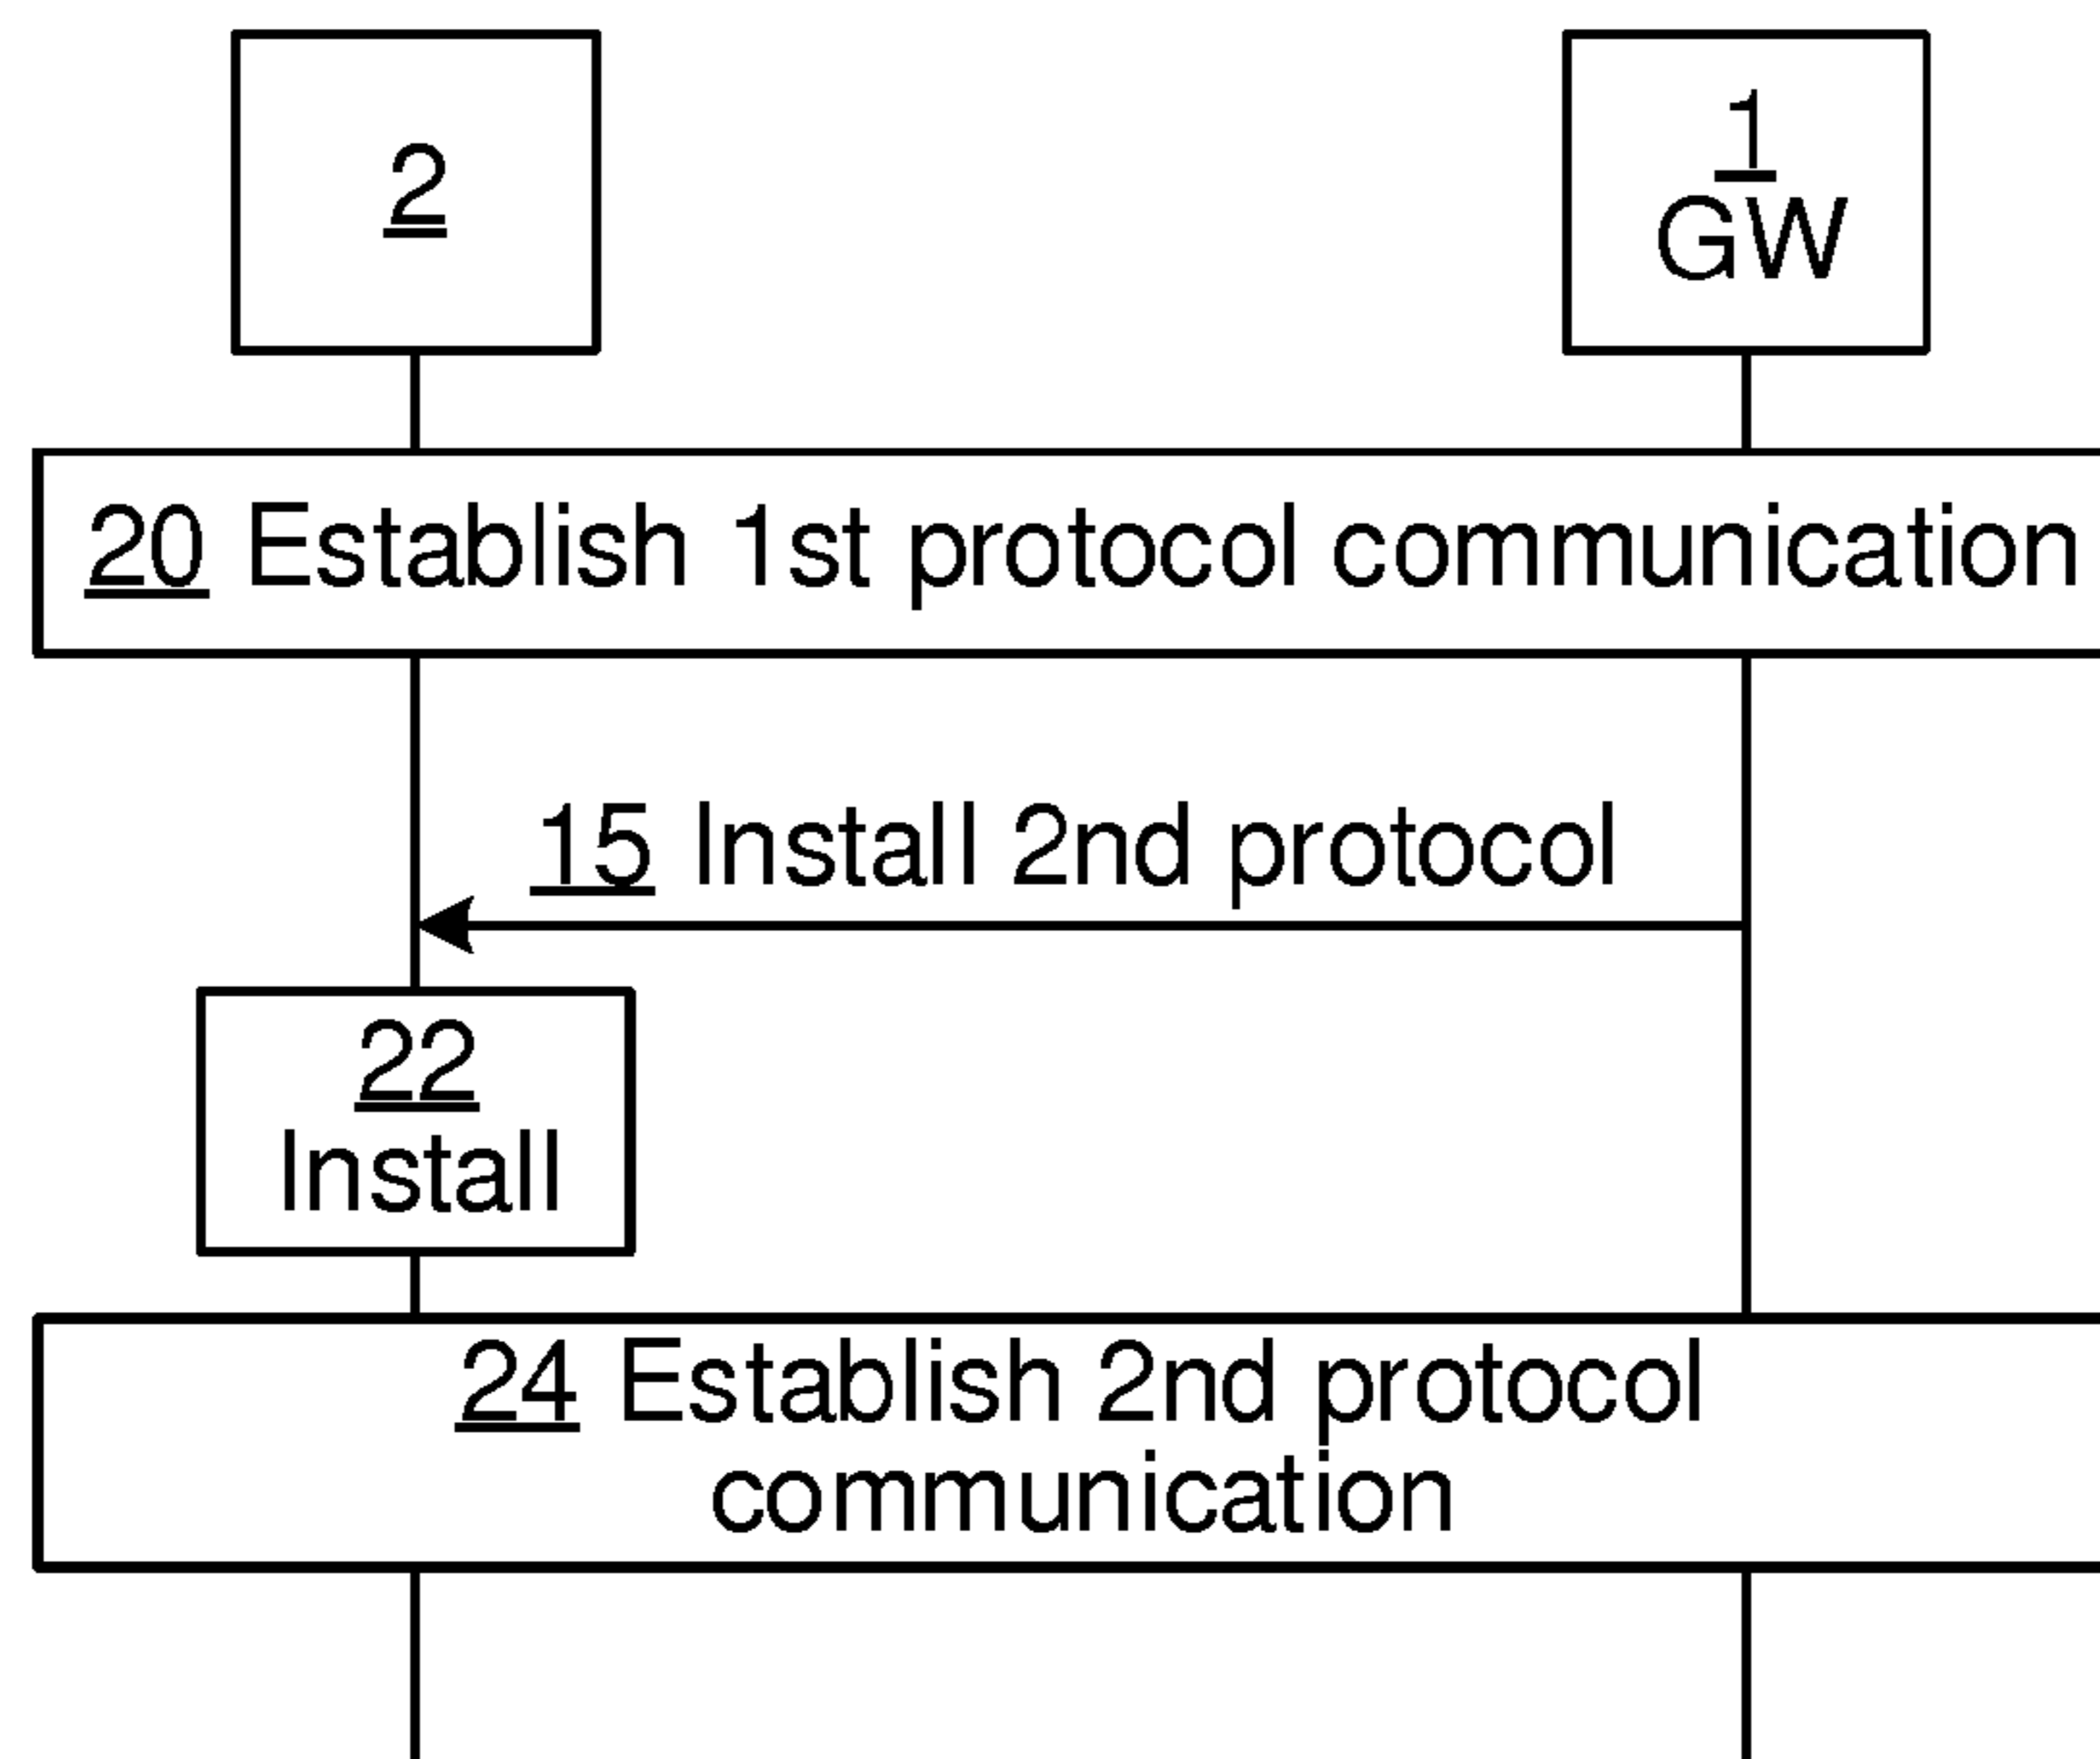 2
1
GW
20 Establish 1st protocol communication
15 Install 2nd protocol
22
Install
24 Establish 2nd protocol
communication